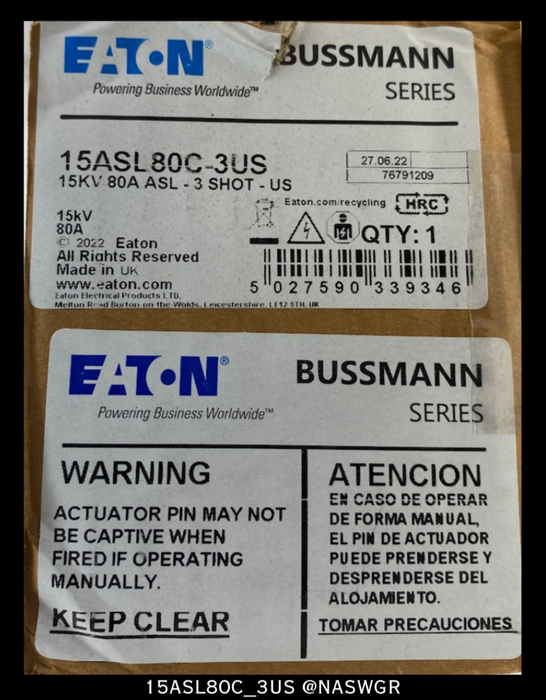 EATON®
Powering Business Worldwide™
BUSSMANN
SERIES
15ASL80C-3US
15KV 80A ASL - 3 SHOT - US
27.06.22
76791209
Eaton.com/recycling
HRC
15kV
80A
QTY: 1
© 2022 Eaton
All Rights Reserved
Made in UK
www.eaton.com
Eaton Electrical Products LTD,
Melton Road Burton on the Wolds, Leicestershire, LE12 5TH, UK
5 027590 339346
EATON®
Powering Business Worldwide™
BUSSMANN
SERIES
WARNING
ACTUATOR PIN MAY NOT
BE CAPTIVE WHEN
FIRED IF OPERATING
MANUALLY.
KEEP CLEAR
ATENCION
EN CASO DE OPERAR
DE FORMA MANUAL,
EL PIN DE ACTUADOR
PUEDE PRENDERSE Y
DESPRENDERSE DEL
ALOJAMIENTO.
TOMAR PRECAUCIONES
15ASL80C_3US @NASWGR